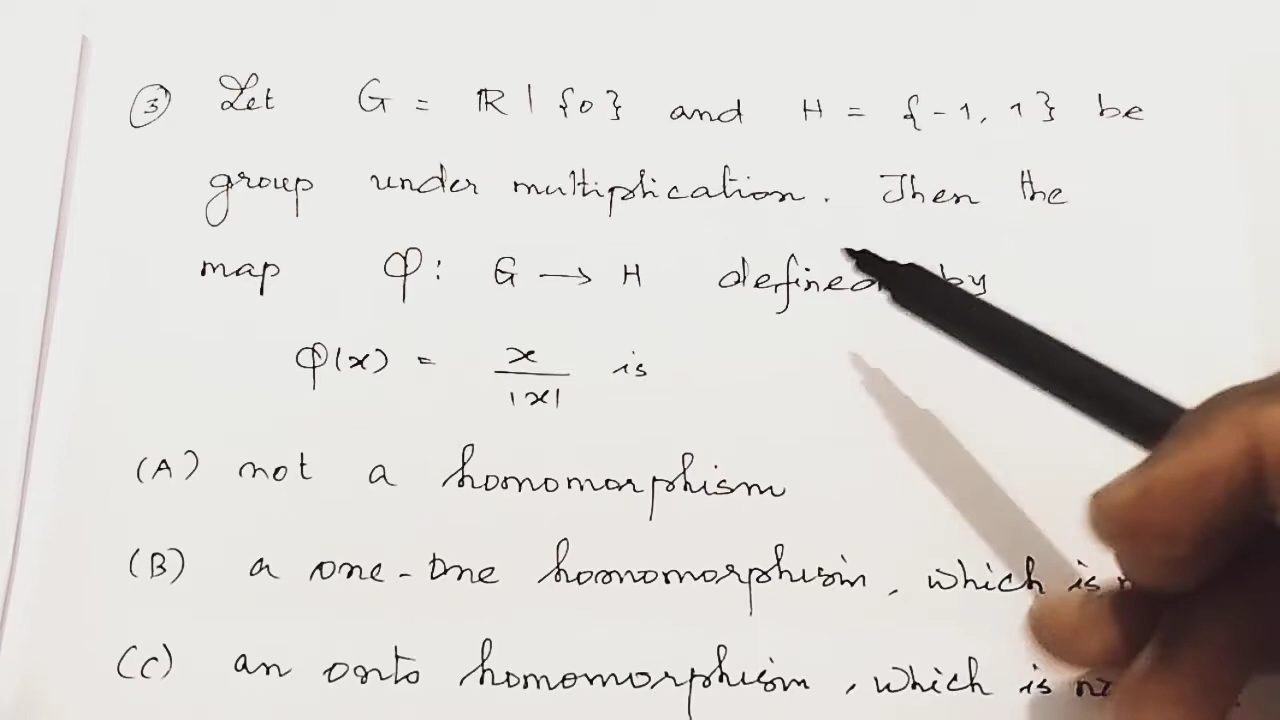 ③ Let G = ℝ | {0} and H = {-1, 1} be
group under multiplication. Then the
map φ: G → H defined by
φ(x) = x / |x| is
(A) not a homomorphism
(B) a one-one homomorphism, which is
(C) an onto homomorphism, which is